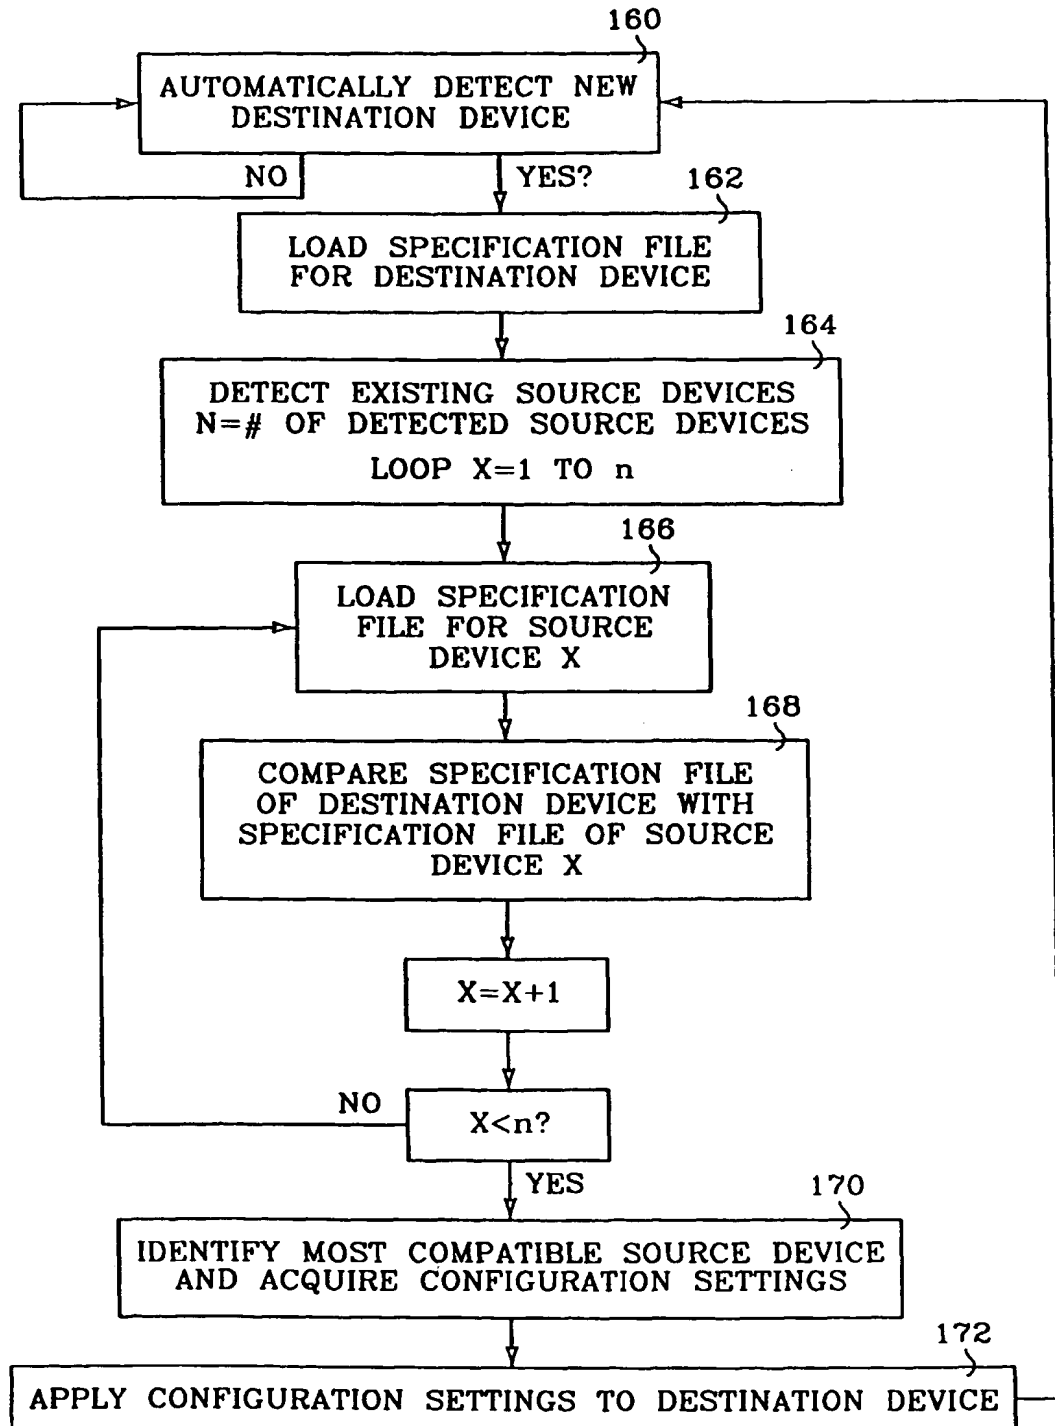 160
AUTOMATICALLY DETECT NEW
DESTINATION DEVICE
NO
YES?
162
LOAD SPECIFICATION FILE
FOR DESTINATION DEVICE
164
DETECT EXISTING SOURCE DEVICES
N=# OF DETECTED SOURCE DEVICES
LOOP X=1 TO n
166
LOAD SPECIFICATION
FILE FOR SOURCE
DEVICE X
168
COMPARE SPECIFICATION FILE
OF DESTINATION DEVICE WITH
SPECIFICATION FILE OF SOURCE
DEVICE X
X=X+1
NO
X<n?
YES
170
IDENTIFY MOST COMPATIBLE SOURCE DEVICE
AND ACQUIRE CONFIGURATION SETTINGS
172
APPLY CONFIGURATION SETTINGS TO DESTINATION DEVICE